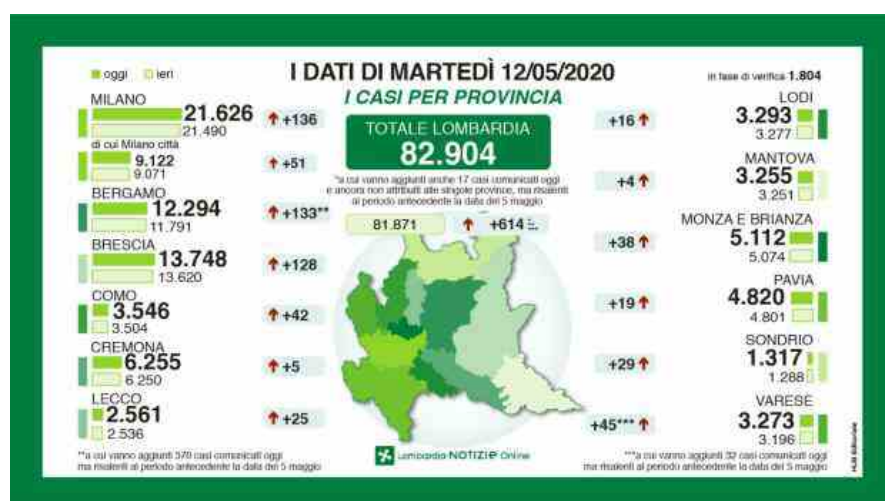 oggi ieri
I DATI DI MARTEDÌ 12/05/2020
in fase di verifica 1.804
I CASI PER PROVINCIA
TOTALE LOMBARDIA
82.904
*a cui vanno aggiunti anche 17 casi comunicati oggi
e ancora non attribuiti alle singole province, ma risalenti
al periodo antecedente la data del 5 maggio
81.871 +614
MILANO
21.626 +136
21.490
di cui Milano città
9.122 +51
9.071
BERGAMO
12.294 +133**
11.791
BRESCIA
13.748 +128
13.620
COMO
3.546 +42
3.504
CREMONA
6.255 +5
6.250
LECCO
2.561 +25
2.536
LODI
+16 3.293
3.277
MANTOVA
+4 3.255
3.251
MONZA E BRIANZA
+38 5.112
5.074
PAVIA
+19 4.820
4.801
SONDRIO
+29 1.317
1.288
VARESE
+45*** 3.273
3.196
**a cui vanno aggiunti 370 casi comunicati oggi
ma risalenti al periodo antecedente la data del 5 maggio
Lombardia NOTIZIE Online
***a cui vanno aggiunti 32 casi comunicati oggi
ma risalenti al periodo antecedente la data del 5 maggio
HUB Editoriale